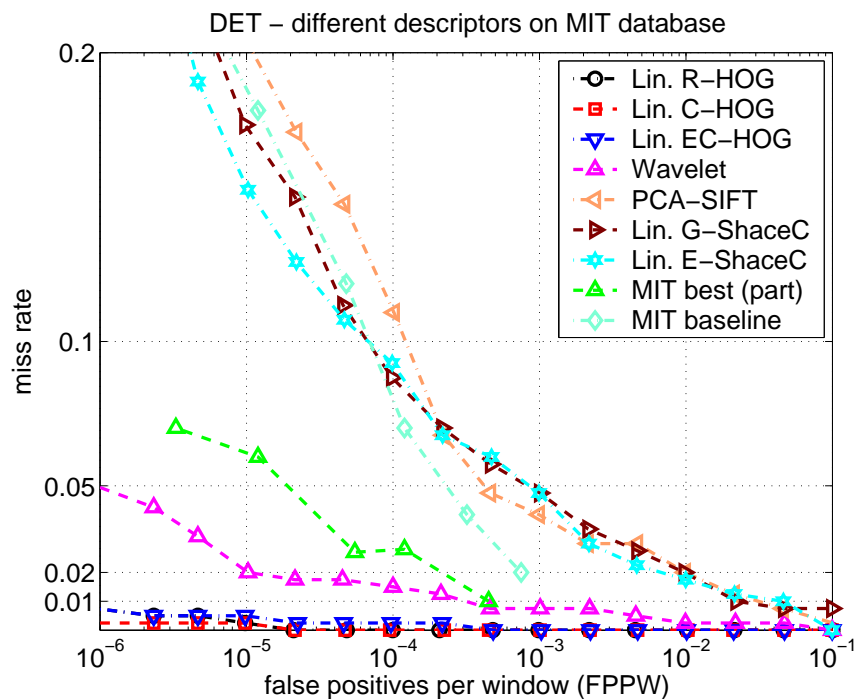 DET – different descriptors on MIT database
0.2
0.1
0.05
0.02
0.01
miss rate
Lin. R−HOG
Lin. C−HOG
Lin. EC−HOG
Wavelet
PCA−SIFT
Lin. G−ShaceC
Lin. E−ShaceC
MIT best (part)
MIT baseline
10^-6 10^-5 10^-4 10^-3 10^-2 10^-1
false positives per window (FPPW)